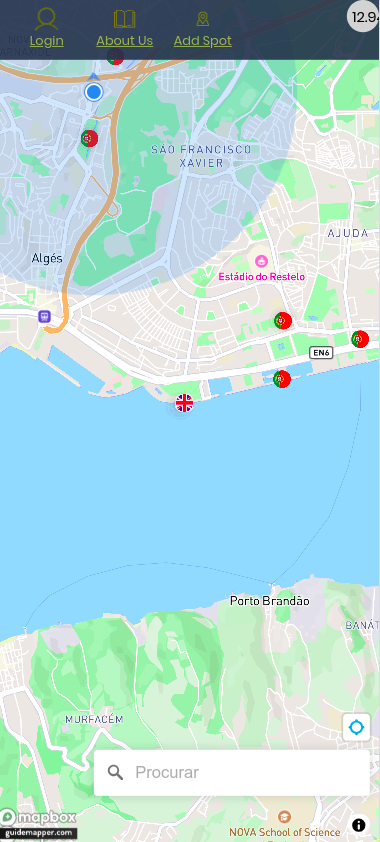 12.9
Login
About Us
Add Spot
SÃO FRANCISCO
XAVIER
AJUDA
Algés
Estádio do Restelo
EN6
Porto Brandão
MURFACÉM
Procurar
mapbox
guidemapper.com
NOVA School of Science